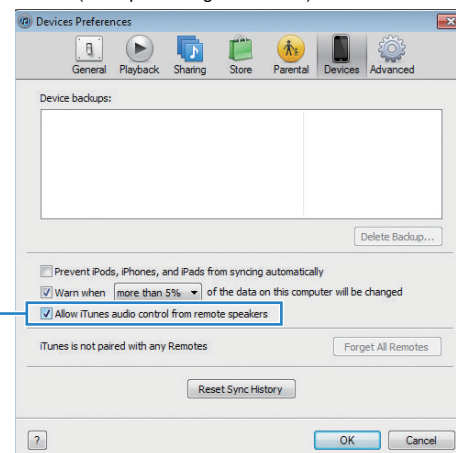 Devices Preferences
General Playback Sharing Store Parental Devices Advanced
Device backups:
Delete Backup...
Prevent iPods, iPhones, and iPads from syncing automatically
Warn when more than 5% of the data on this computer will be changed
Allow iTunes audio control from remote speakers
iTunes is not paired with any Remotes Forget All Remotes
Reset Sync History
? OK Cancel